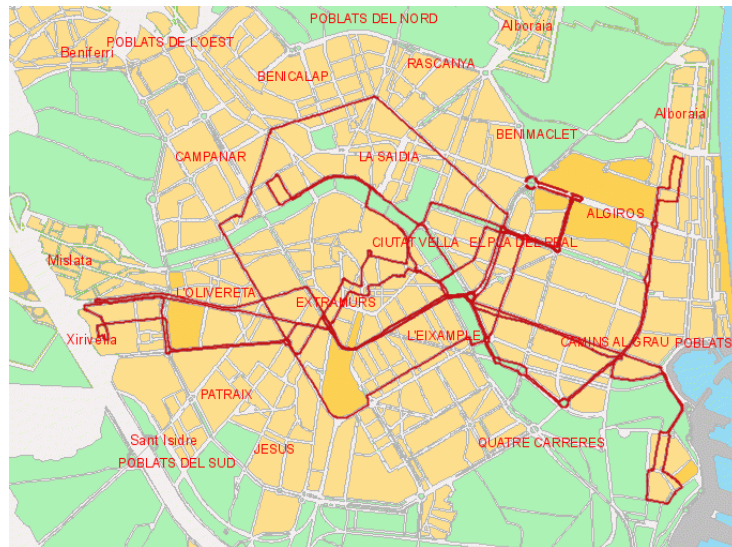 POBLATS DEL NORD
Alboraia
POBLATS DE L'OEST
Beniferri
RASCANYA
BENICALAP
Alboraia
BENIMACLET
CAMPANAR
LA SAÏDIA
ALGIROS
CIUTAT VELLA
EL PLA DEL REAL
Mislata
L'OLIVERETA
EXTRAMURS
Xirivella
L'EIXAMPLE
CAMINS AL GRAU
POBLATS
PATRAIX
Sant Isidre
JESUS
QUATRE CARRERES
POBLATS DEL SUD